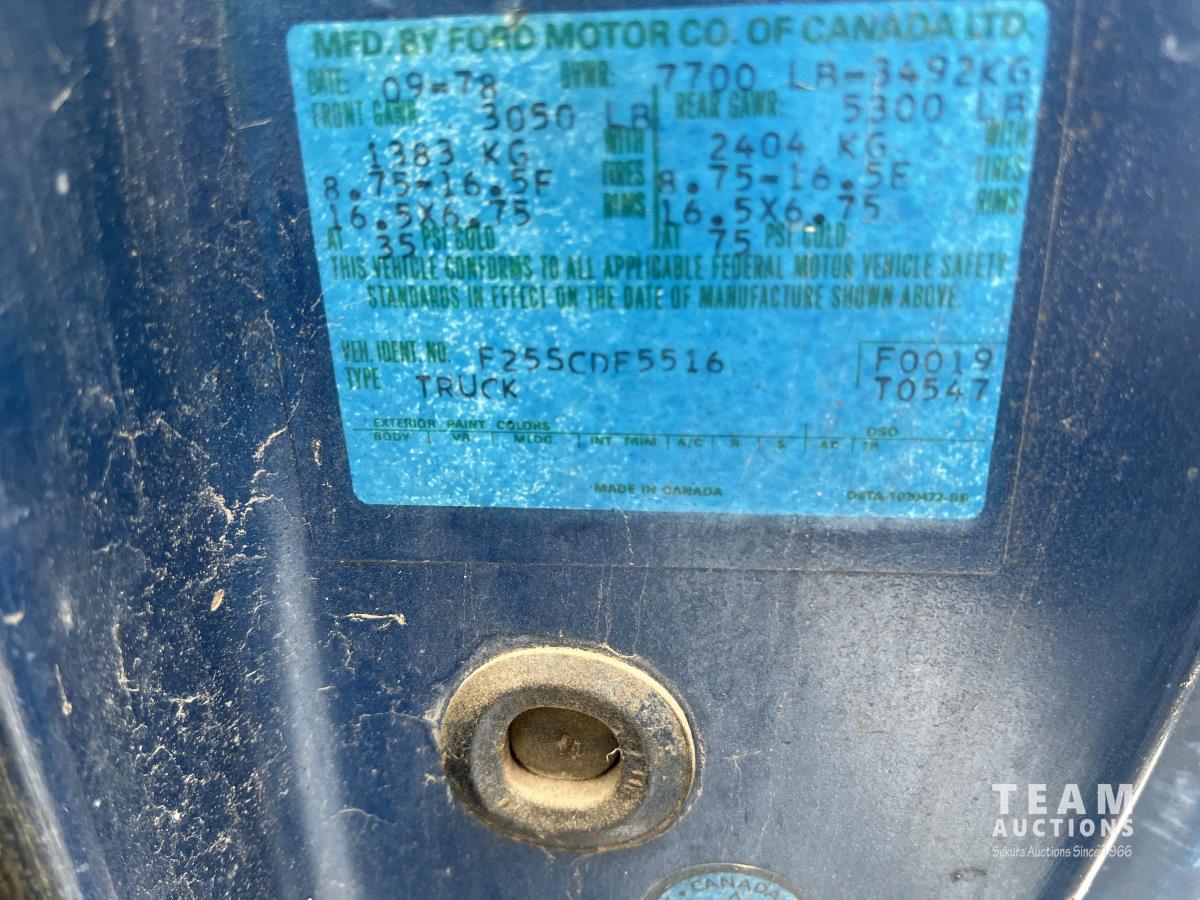 MFD. BY FORD MOTOR CO. OF CANADA LTD.
DATE: 09-78 GVWR: 7700 LB-3492KG
FRONT GAWR: 3050 LB REAR GAWR: 5300 LB
1383 KG WITH 2404 KG WITH
8.75-16.5E TIRES 8.75-16.5E TIRES
16.5X6.75 RIMS 16.5X6.75 RIMS
AT 35 PSI COLD AT 75 PSI COLD
THIS VEHICLE CONFORMS TO ALL APPLICABLE FEDERAL MOTOR VEHICLE SAFETY
STANDARDS IN EFFECT ON THE DATE OF MANUFACTURE SHOWN ABOVE.
VEH. IDENT. NO. F25SCDF5516 F0019
TYPE TRUCK T0547
EXTERIOR PAINT COLORS DSO
BODY VR. MLDG. INT TRIM A/C R S AX TR
MADE IN CANADA
CANADA
TEAM
AUCTIONS
Sekura Auctions Since 1966